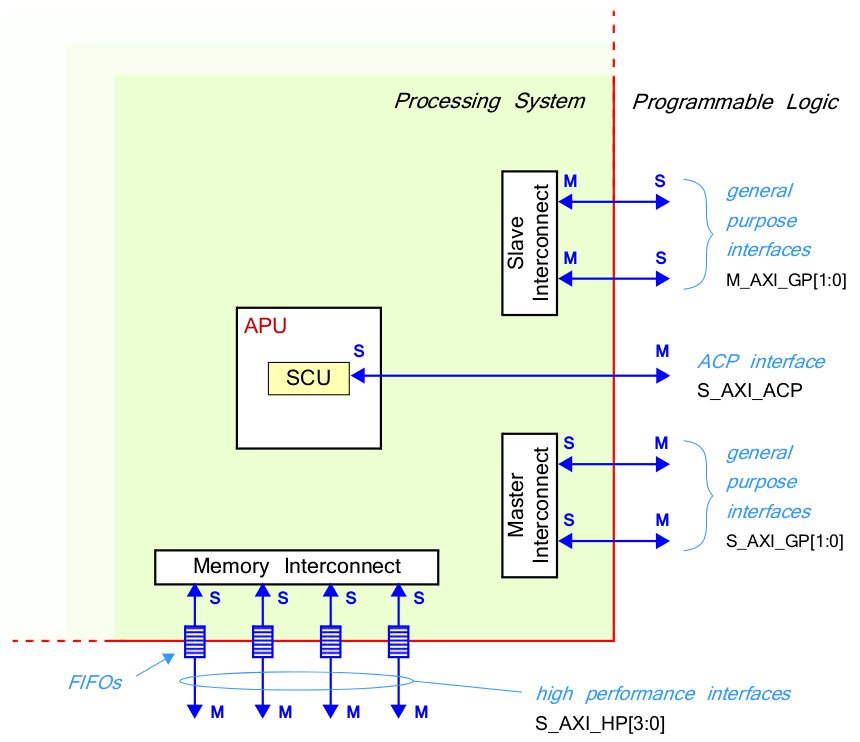 Processing System
Programmable Logic
Slave
Interconnect
M
S
M
S
general
purpose
interfaces
M_AXI_GP[1:0]
APU
SCU
S
M
ACP interface
S_AXI_ACP
Master
Interconnect
S
M
S
M
general
purpose
interfaces
S_AXI_GP[1:0]
Memory Interconnect
S
S
S
S
FIFOs
M
M
M
M
high performance interfaces
S_AXI_HP[3:0]